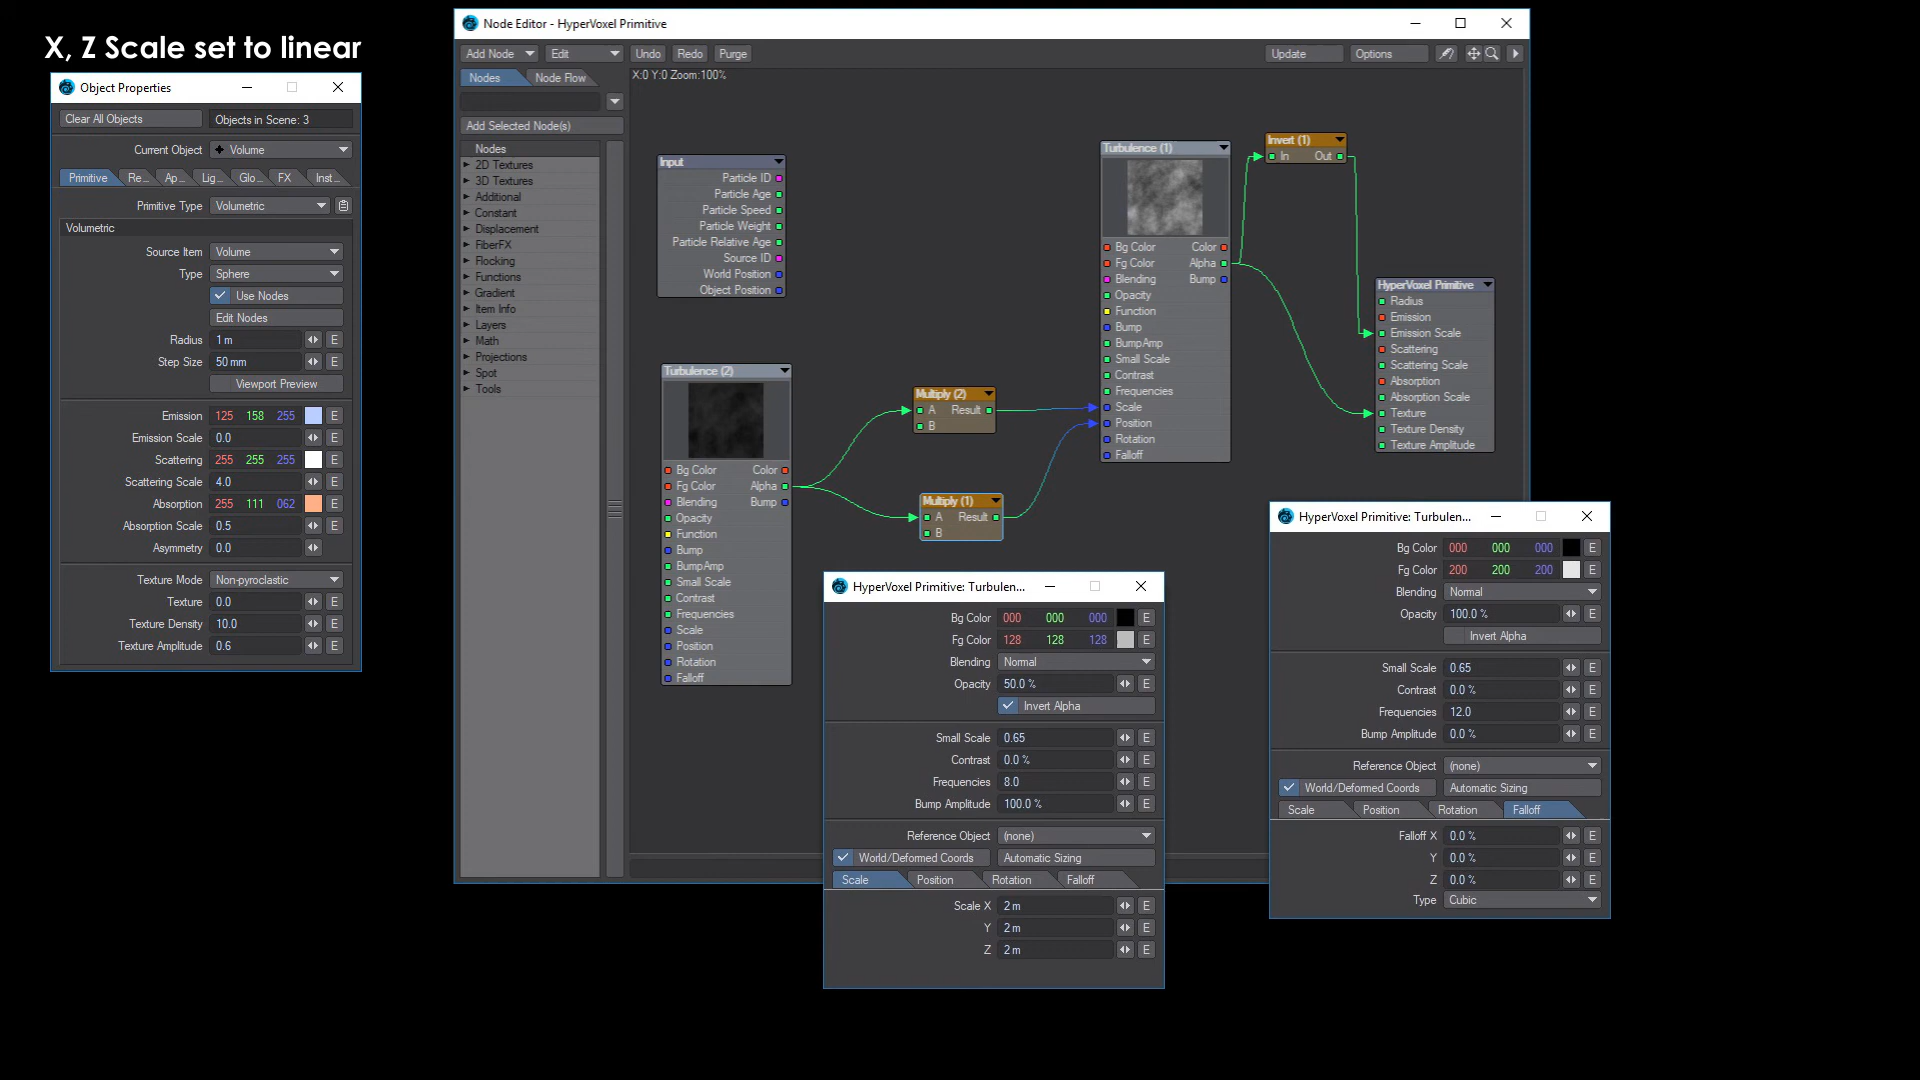 X, Z Scale set to linear
Object Properties
Clear All Objects
Objects in Scene: 3
Current Object
Volume
Primitive
Re...
Ap...
Lig...
Glo...
FX
Inst...
Primitive Type
Volumetric
Volumetric
Source Item
Volume
Type
Sphere
Use Nodes
Edit Nodes
Radius
1 m
E
Step Size
50 mm
E
Viewport Preview
Emission
125 158 255
E
Emission Scale
0.0
E
Scattering
255 255 255
E
Scattering Scale
4.0
E
Absorption
255 111 062
E
Absorption Scale
0.5
E
Asymmetry
0.0
Texture Mode
Non-pyroclastic
Texture
0.0
E
Texture Density
10.0
E
Texture Amplitude
0.6
E
Node Editor - HyperVoxel Primitive
Add Node
Edit
Undo
Redo
Purge
Update
Options
Nodes
Node Flow
X:0 Y:0 Zoom:100%
Add Selected Node(s)
Nodes
2D Textures
3D Textures
Additional
Constant
Displacement
FiberFX
Flocking
Functions
Gradient
Item Info
Layers
Math
Projections
Spot
Tools
Input
Particle ID
Particle Age
Particle Speed
Particle Weight
Particle Relative Age
Source ID
World Position
Object Position
Turbulence (2)
Bg Color
Color
Fg Color
Alpha
Blending
Bump
Opacity
Function
Bump
BumpAmp
Small Scale
Contrast
Frequencies
Scale
Position
Rotation
Falloff
Multiply (2)
A
Result
B
Multiply (1)
A
Result
B
Turbulence (1)
Bg Color
Color
Fg Color
Alpha
Blending
Bump
Opacity
Function
Bump
BumpAmp
Small Scale
Contrast
Frequencies
Scale
Position
Rotation
Falloff
Invert (1)
In
Out
HyperVoxel Primitive
Radius
Emission
Emission Scale
Scattering
Scattering Scale
Absorption
Absorption Scale
Texture
Texture Density
Texture Amplitude
HyperVoxel Primitive: Turbulen...
Bg Color
000 000 000
E
Fg Color
128 128 128
E
Blending
Normal
Opacity
50.0 %
E
Invert Alpha
Small Scale
0.65
E
Contrast
0.0 %
E
Frequencies
8.0
E
Bump Amplitude
100.0 %
E
Reference Object
(none)
World/Deformed Coords
Automatic Sizing
Scale
Position
Rotation
Falloff
Scale X
2 m
E
Y
2 m
E
Z
2 m
E
HyperVoxel Primitive: Turbulen...
Bg Color
000 000 000
E
Fg Color
200 200 200
E
Blending
Normal
Opacity
100.0 %
E
Invert Alpha
Small Scale
0.65
E
Contrast
0.0 %
E
Frequencies
12.0
E
Bump Amplitude
0.0 %
E
Reference Object
(none)
World/Deformed Coords
Automatic Sizing
Scale
Position
Rotation
Falloff
Falloff X
0.0 %
E
Y
0.0 %
E
Z
0.0 %
E
Type
Cubic